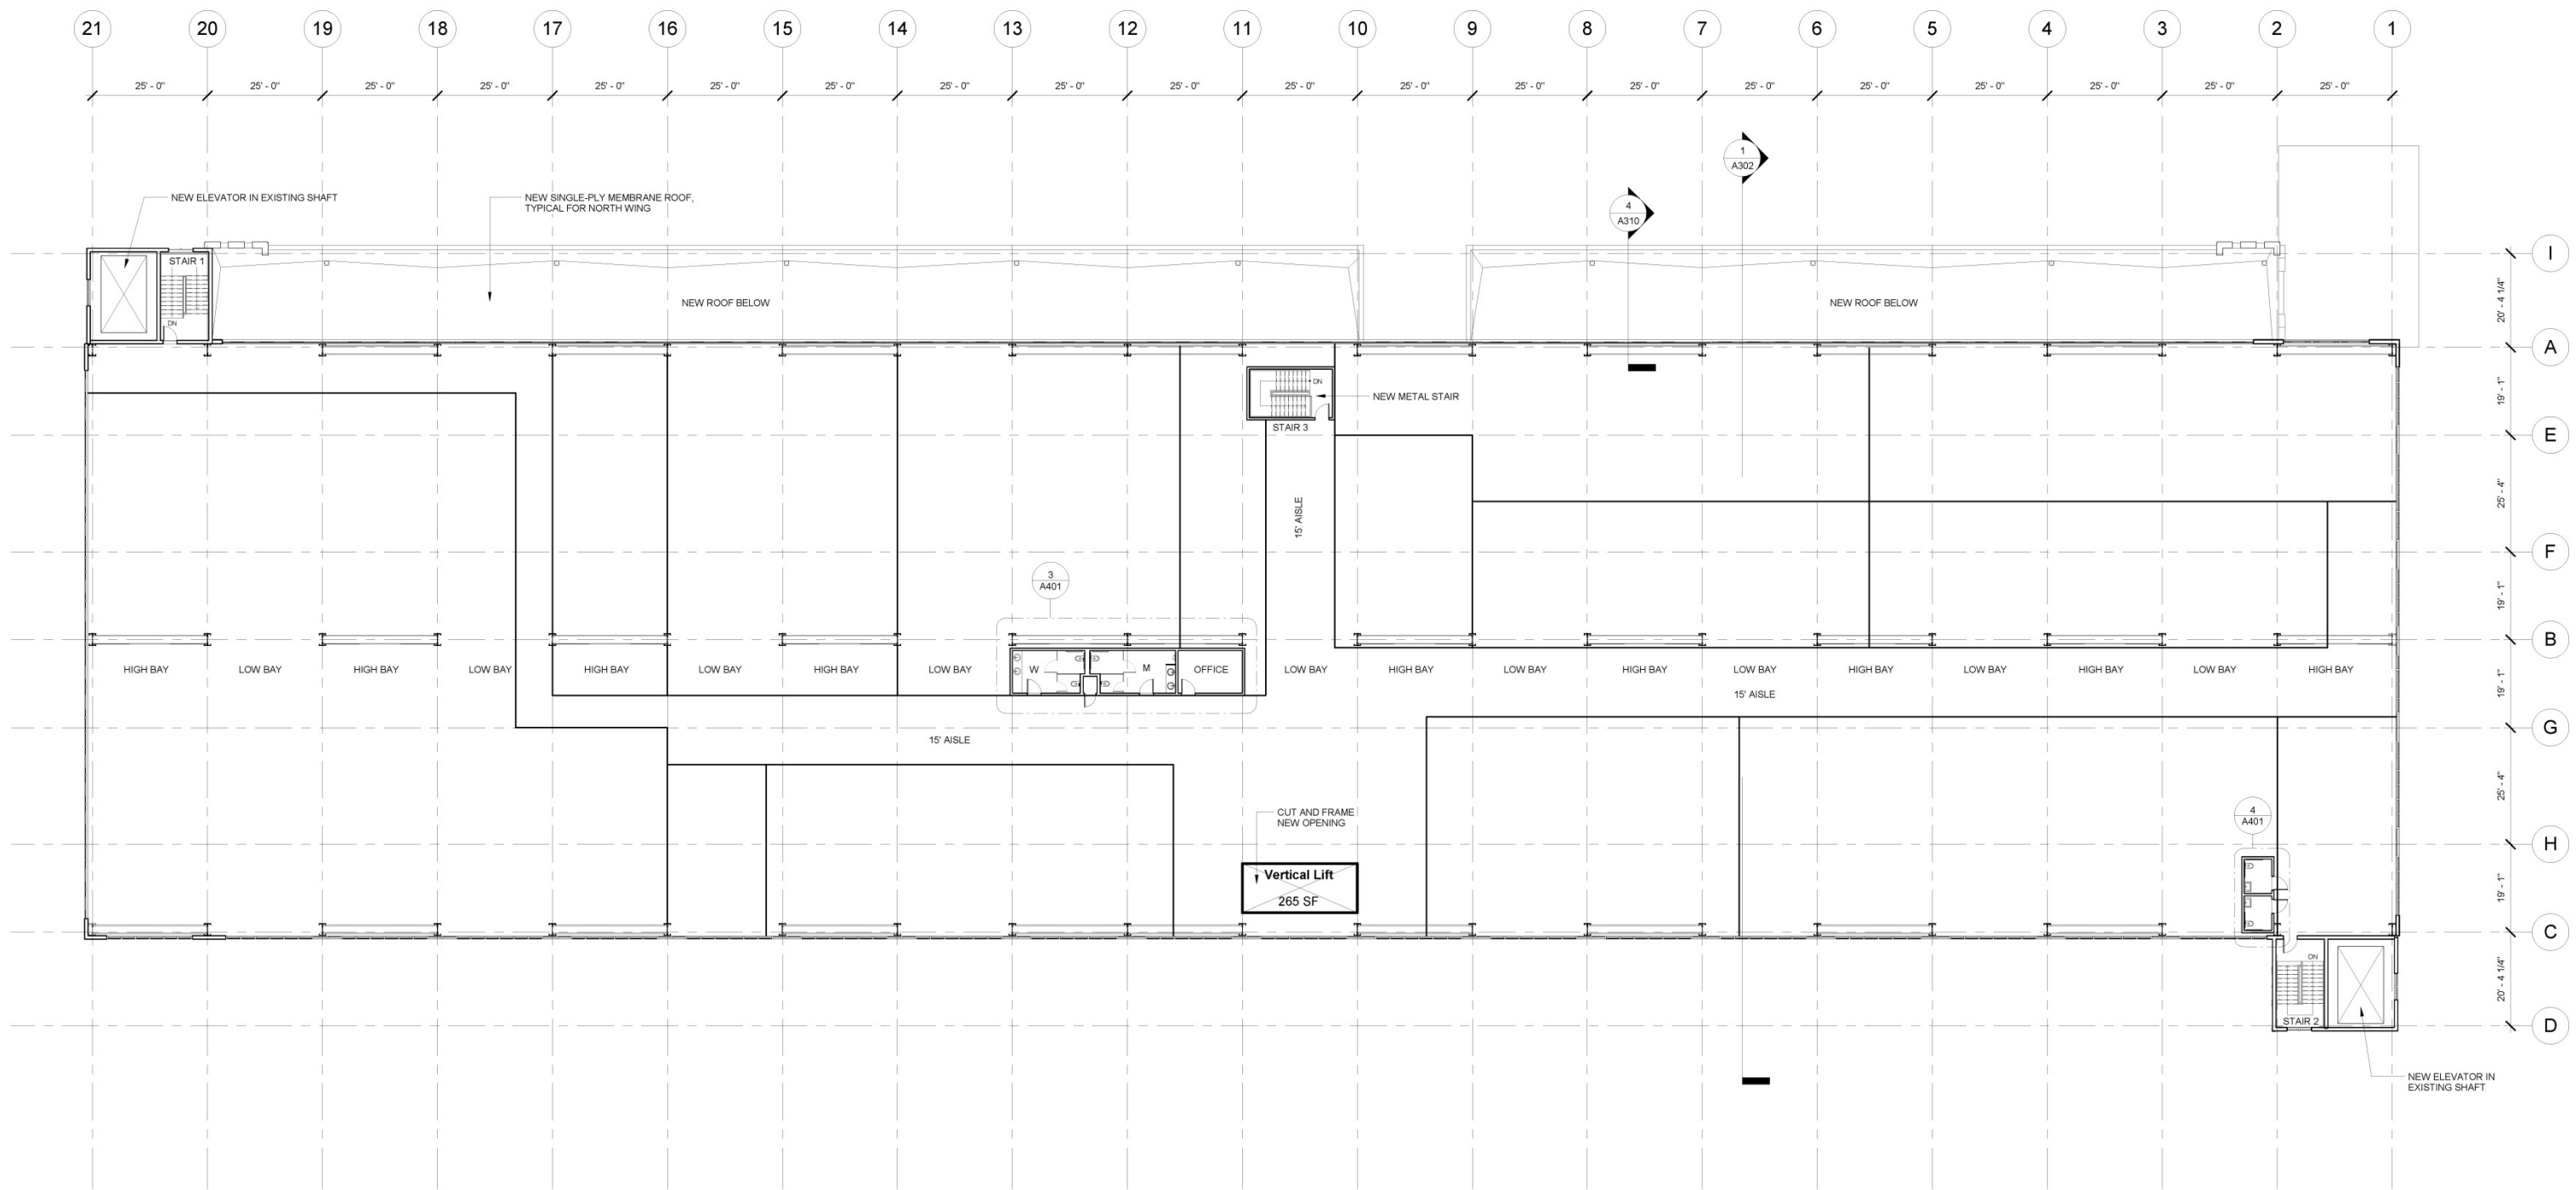 21 20 19 18 17 16 15 14 13 12 11 10 9 8 7 6 5 4 3 2 1
25' - 0" 25' - 0" 25' - 0" 25' - 0" 25' - 0" 25' - 0" 25' - 0" 25' - 0" 25' - 0" 25' - 0" 25' - 0" 25' - 0" 25' - 0" 25' - 0" 25' - 0" 25' - 0" 25' - 0" 25' - 0" 25' - 0" 25' - 0"
1
A302
NEW ELEVATOR IN EXISTING SHAFT
NEW SINGLE-PLY MEMBRANE ROOF,
TYPICAL FOR NORTH WING
4
A310
I
STAIR 1
DN
NEW ROOF BELOW
NEW ROOF BELOW
20' - 4 1/4"
A
DN
NEW METAL STAIR
STAIR 3
19' - 1"
E
15' AISLE
25' - 4"
F
3
A401
19' - 1"
B
HIGH BAY LOW BAY HIGH BAY LOW BAY HIGH BAY LOW BAY HIGH BAY LOW BAY W M OFFICE LOW BAY HIGH BAY LOW BAY HIGH BAY LOW BAY HIGH BAY LOW BAY HIGH BAY LOW BAY HIGH BAY
15' AISLE
19' - 1"
G
15' AISLE
25' - 4"
CUT AND FRAME
NEW OPENING
4
A401
H
Vertical Lift
265 SF
19' - 1"
C
DN
20' - 4 1/4"
STAIR 2
D
NEW ELEVATOR IN
EXISTING SHAFT